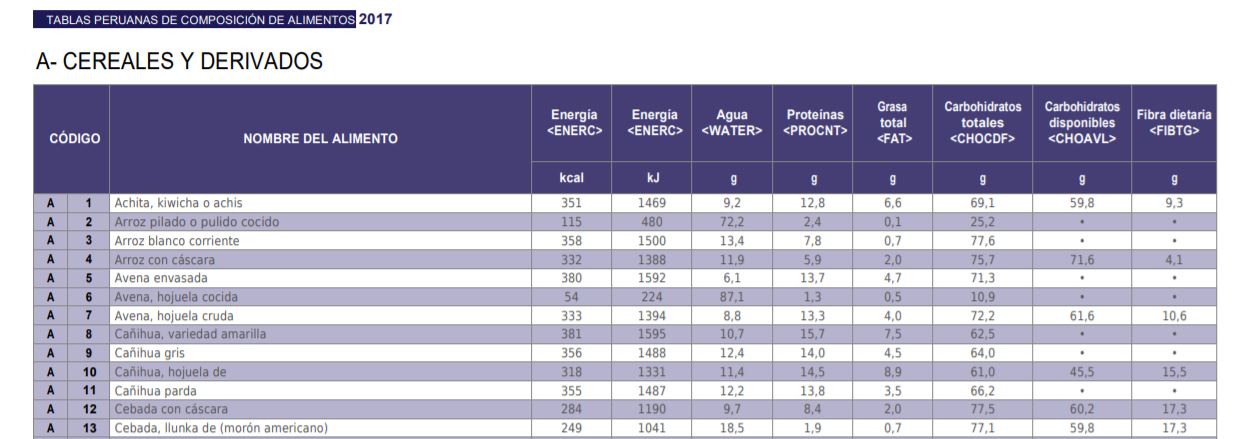 TABLAS PERUANAS DE COMPOSICIÓN DE ALIMENTOS 2017
A- CEREALES Y DERIVADOS
CÓDIGO NOMBRE DEL ALIMENTO Energía <ENERC> Energía <ENERC> Agua <WATER> Proteínas <PROCNT> Grasa total <FAT> Carbohidratos totales <CHOCDF> Carbohidratos disponibles <CHOAVL> Fibra dietaria <FIBTG>
kcal kJ g g g g g g
A 1 Achita, kiwicha o achis 351 1469 9,2 12,8 6,6 69,1 59,8 9,3
A 2 Arroz pilado o pulido cocido 115 480 72,2 2,4 0,1 25,2 • •
A 3 Arroz blanco corriente 358 1500 13,4 7,8 0,7 77,6 • •
A 4 Arroz con cáscara 332 1388 11,9 5,9 2,0 75,7 71,6 4,1
A 5 Avena envasada 380 1592 6,1 13,7 4,7 71,3 • •
A 6 Avena, hojuela cocida 54 224 87,1 1,3 0,5 10,9 • •
A 7 Avena, hojuela cruda 333 1394 8,8 13,3 4,0 72,2 61,6 10,6
A 8 Cañihua, variedad amarilla 381 1595 10,7 15,7 7,5 62,5 • •
A 9 Cañihua gris 356 1488 12,4 14,0 4,5 64,0 • •
A 10 Cañihua, hojuela de 318 1331 11,4 14,5 8,9 61,0 45,5 15,5
A 11 Cañihua parda 355 1487 12,2 13,8 3,5 66,2 • •
A 12 Cebada con cáscara 284 1190 9,7 8,4 2,0 77,5 60,2 17,3
A 13 Cebada, llunka de (morón americano) 249 1041 18,5 1,9 0,7 77,1 59,8 17,3